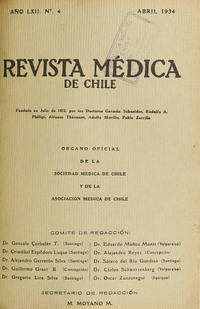 AÑO LXII. Nº. 4 ABRIL 1934
REVISTA MÉDICA
DE CHILE
Fundada en Julio de 1872, por los Doctores Germán Schneider, Rodulfo A.
Philippi, Alfonso Thévenot, Adolfo Murillo, Pablo Zorrilla
ORGANO OFICIAL
DE LA
SOCIEDAD MEDICA DE CHILE
Y DE LA
ASOCIACION MEDICA DE CHILE
COMITÉ DE REDACCIÓN:
Dr. Gonzalo Corbalán T. (Santiago)
Dr. Cristóbal Espíldora Luque (Santiago)
Dr. Alejandro Garretón Silva (Santiago)
Dr. Guillermo Grant B. (Concepción)
Dr. Gregorio Lira Silva (Santiago)
Dr. Eduardo Muñoz (Valparaíso)
Dr. Alejandro Reyes (Concepción)
Dr. Sótero del Río Gundián (Santiago)
Dr. Carlos Schwarzenberg (Valparaíso)
Dr. Oscar (Iquique)
SECRETARIO DE REDACCIÓN
M. MOYANO M.